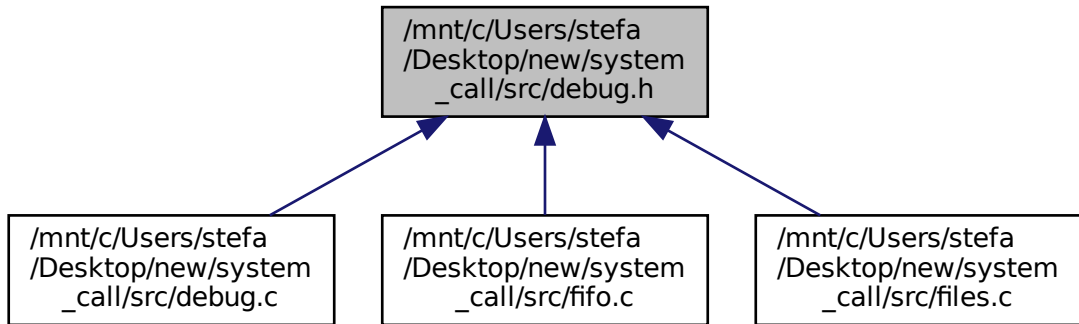 /mnt/c/Users/stefa
/Desktop/new/system
_call/src/debug.h
/mnt/c/Users/stefa
/Desktop/new/system
_call/src/debug.c
/mnt/c/Users/stefa
/Desktop/new/system
_call/src/fifo.c
/mnt/c/Users/stefa
/Desktop/new/system
_call/src/files.c